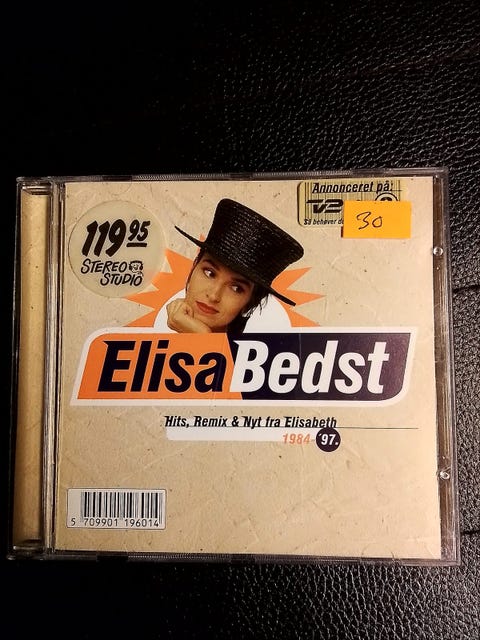 Annonceret på:
TV2
30
119 95
STEREO
STUDIO
ElisaBedst
Hits, Remix & Nyt fra Elisabeth
1984-'97.
5 709901 196014